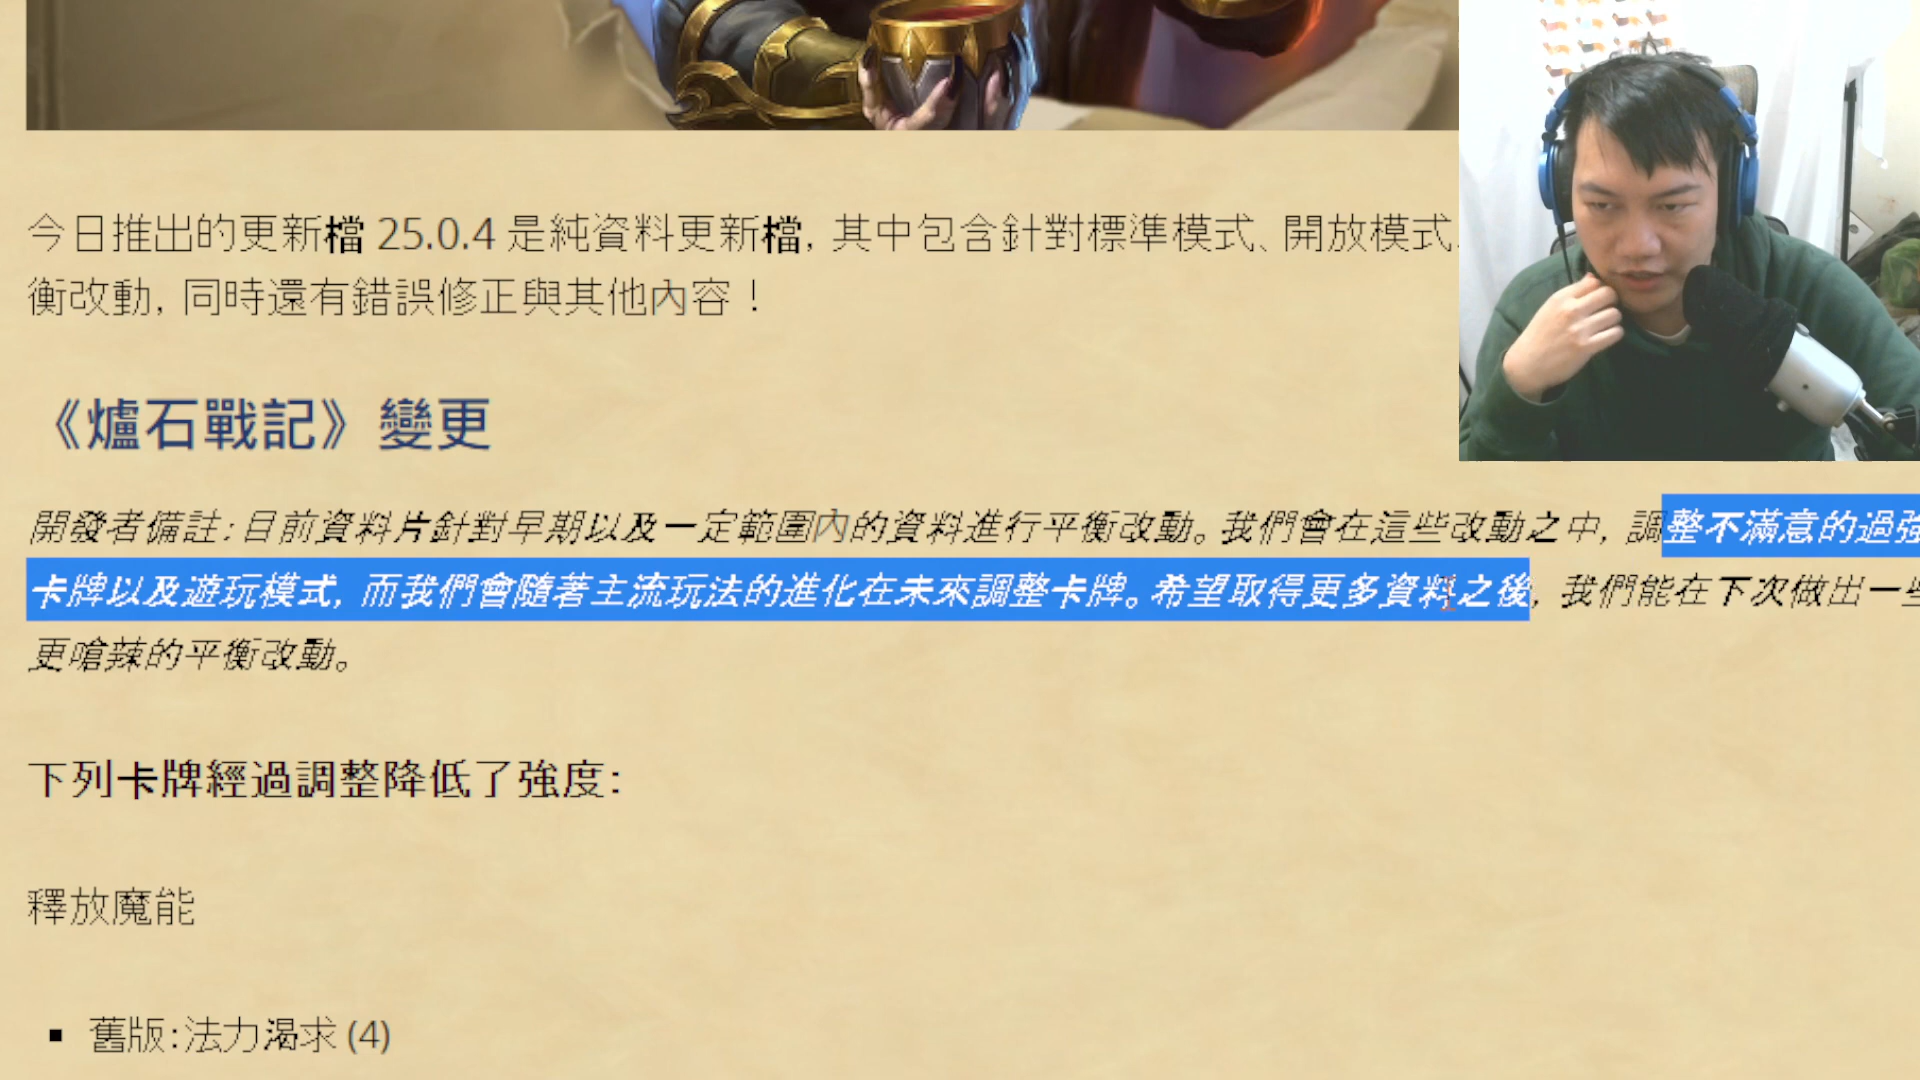 今日推出的更新檔 25.0.4 是純資料更新檔, 其中包含針對標準模式、開放模式
衡改動, 同時還有錯誤修正與其他內容！
《爐石戰記》變更
開發者備註: 目前資料片針對早期以及一定範圍內的資料進行平衡改動。我們會在這些改動之中, 調整不滿意的過強
卡牌以及遊玩模式, 而我們會隨著主流玩法的進化在未來調整卡牌。希望取得更多資料之後, 我們能在下次做出一些
更嗆辣的平衡改動。
下列卡牌經過調整降低了強度:
釋放魔能
▪ 舊版: 法力渴求 (4)